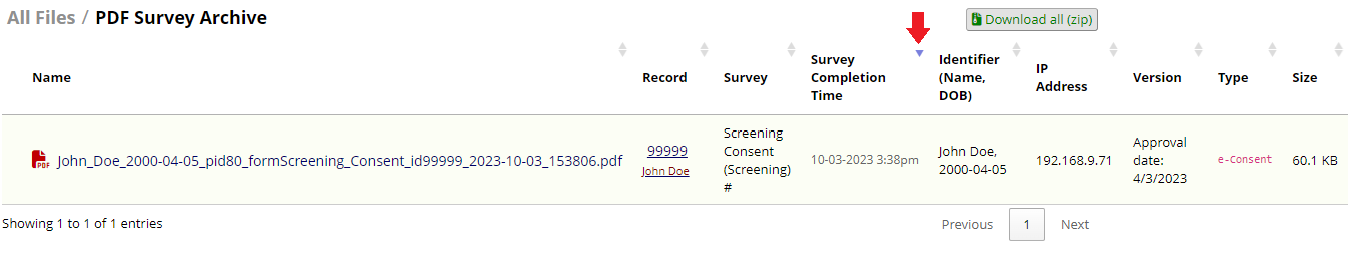 All Files / PDF Survey Archive
Download all (zip)
Name
Record
Survey
Survey
Completion
Time
Identifier
(Name,
DOB)
IP
Address
Version
Type
Size
PDF
John_Doe_2000-04-05_pid80_formScreening_Consent_id99999_2023-10-03_153806.pdf
99999
John Doe
Screening
Consent
(Screening)
#
10-03-2023 3:38pm
John Doe,
2000-04-05
192.168.9.71
Approval
date:
4/3/2023
e-Consent
60.1 KB
Showing 1 to 1 of 1 entries
Previous
1
Next